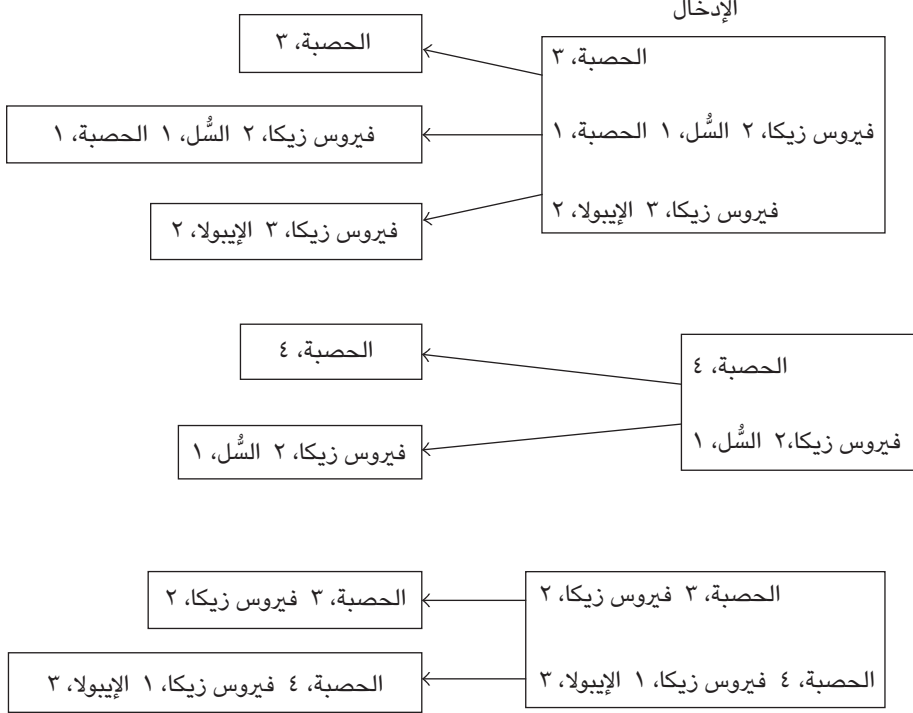 الإدخال
الحصبة، ٣
فيروس زيكا، ٢ السُّل، ١ الحصبة، ١
فيروس زيكا، ٣ الإيبولا، ٢
الحصبة، ٣
فيروس زيكا، ٢ السُّل، ١ الحصبة، ١
فيروس زيكا، ٣ الإيبولا، ٢
الحصبة، ٤
فيروس زيكا،٢ السُّل، ١
الحصبة، ٤
فيروس زيكا، ٢ السُّل، ١
الحصبة، ٣ فيروس زيكا، ٢
الحصبة، ٤ فيروس زيكا، ١ الإيبولا، ٣
الحصبة، ٣ فيروس زيكا، ٢
الحصبة، ٤ فيروس زيكا، ١ الإيبولا، ٣